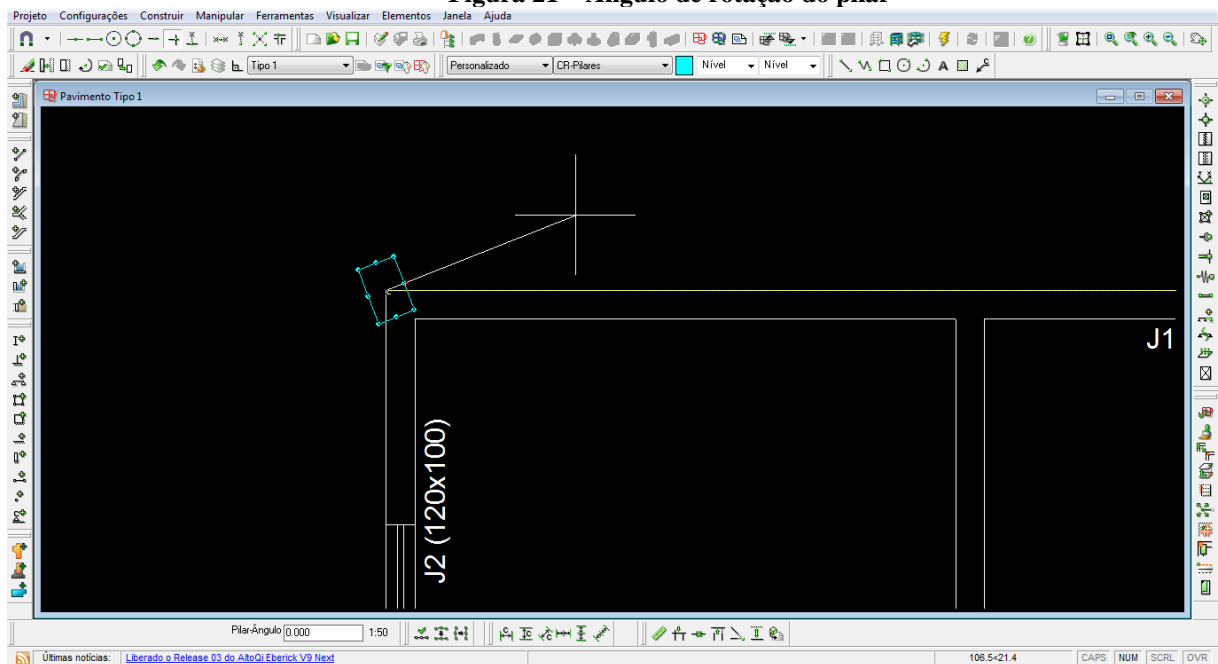 Figura 21 – Ângulo de rotação do pilar
Projeto Configurações Construir Manipular Ferramentas Visualizar Elementos Janela Ajuda
Tipo 1 Personalizado CR-Pilares Nível Nível
Pavimento Tipo 1
J1
J2 (120x100)
Pilar-Ângulo 0.000 1:50
Últimas notícias: Liberado o Release 03 do AltoQi Eberick V9 Next 106.5<21.4 CAPS NUM SCRL OVR